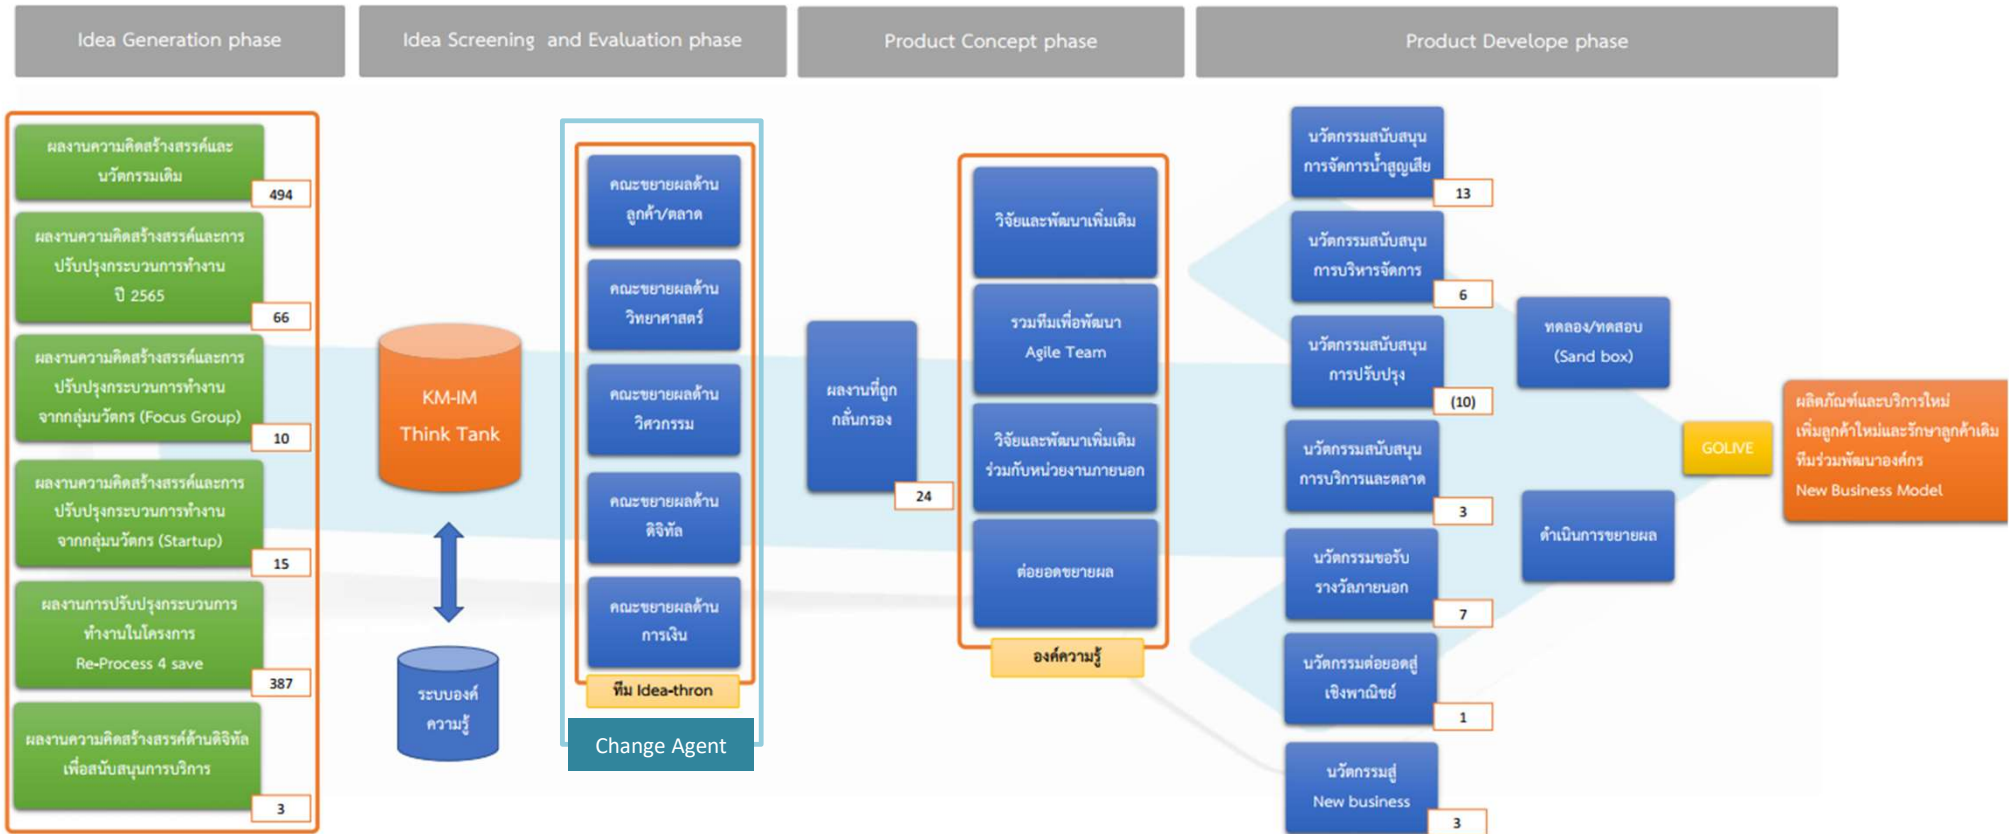 Idea Generation phase
Idea Screening and Evaluation phase
Product Concept phase
Product Develope phase
ผลงานความคิดสร้างสรรค์และ
นวัตกรรมเดิม
494
ผลงานความคิดสร้างสรรค์และการ
ปรับปรุงกระบวนการทำงาน
ปี 2565
66
ผลงานความคิดสร้างสรรค์และการ
ปรับปรุงกระบวนการทำงาน
จากกลุ่มนวัตกร (Focus Group)
10
ผลงานความคิดสร้างสรรค์และการ
ปรับปรุงกระบวนการทำงาน
จากกลุ่มนวัตกร (Startup)
15
ผลงานการปรับปรุงกระบวนการ
ทำงานในโครงการ
Re-Process 4 save
387
ผลงานความคิดสร้างสรรค์ด้านดิจิทัล
เพื่อสนับสนุนการบริการ
3
KM-IM
Think Tank
ระบบองค์
ความรู้
คณะขยายผลด้าน
ลูกค้า/ตลาด
คณะขยายผลด้าน
วิทยาศาสตร์
คณะขยายผลด้าน
วิศวกรรม
คณะขยายผลด้าน
ดิจิทัล
คณะขยายผลด้าน
การเงิน
ทีม Idea-thron
Change Agent
ผลงานที่ถูก
กลั่นกรอง
24
วิจัยและพัฒนาเพิ่มเติม
รวมทีมเพื่อพัฒนา
Agile Team
วิจัยและพัฒนาเพิ่มเติม
ร่วมกับหน่วยงานภายนอก
ต่อยอดขยายผล
องค์ความรู้
นวัตกรรมสนับสนุน
การจัดการน้ำสูญเสีย
13
นวัตกรรมสนับสนุน
การบริหารจัดการ
6
นวัตกรรมสนับสนุน
การปรับปรุง
(10)
นวัตกรรมสนับสนุน
การบริการและตลาด
3
นวัตกรรมขอรับ
รางวัลภายนอก
7
นวัตกรรมต่อยอดสู่
เชิงพาณิชย์
1
นวัตกรรมสู่
New business
3
ทดลอง/ทดสอบ
(Sand box)
ดำเนินการขยายผล
GOLIVE
ผลิตภัณฑ์และบริการใหม่
เพิ่มลูกค้าใหม่และรักษาลูกค้าเดิม
ทีมร่วมพัฒนาองค์กร
New Business Model